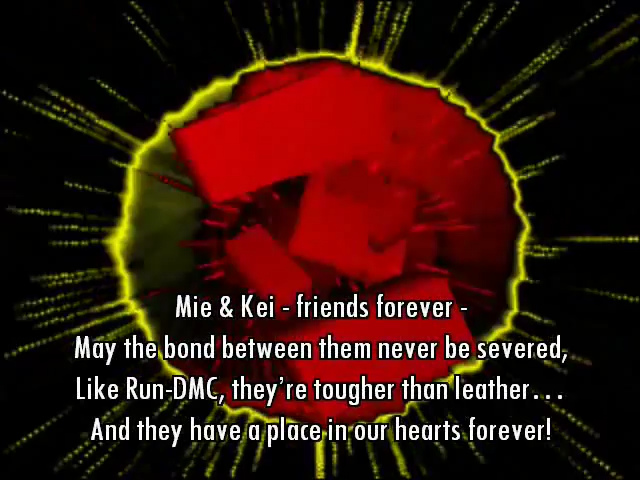 Mie & Kei - friends forever -
May the bond between them never be severed,
Like Run-DMC, they're tougher than leather...
And they have a place in our hearts forever!